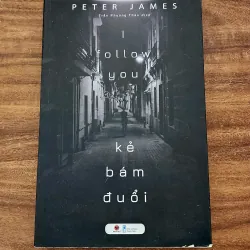 PETER JAMES
I
follow
you
kẻ
bám
đuổi